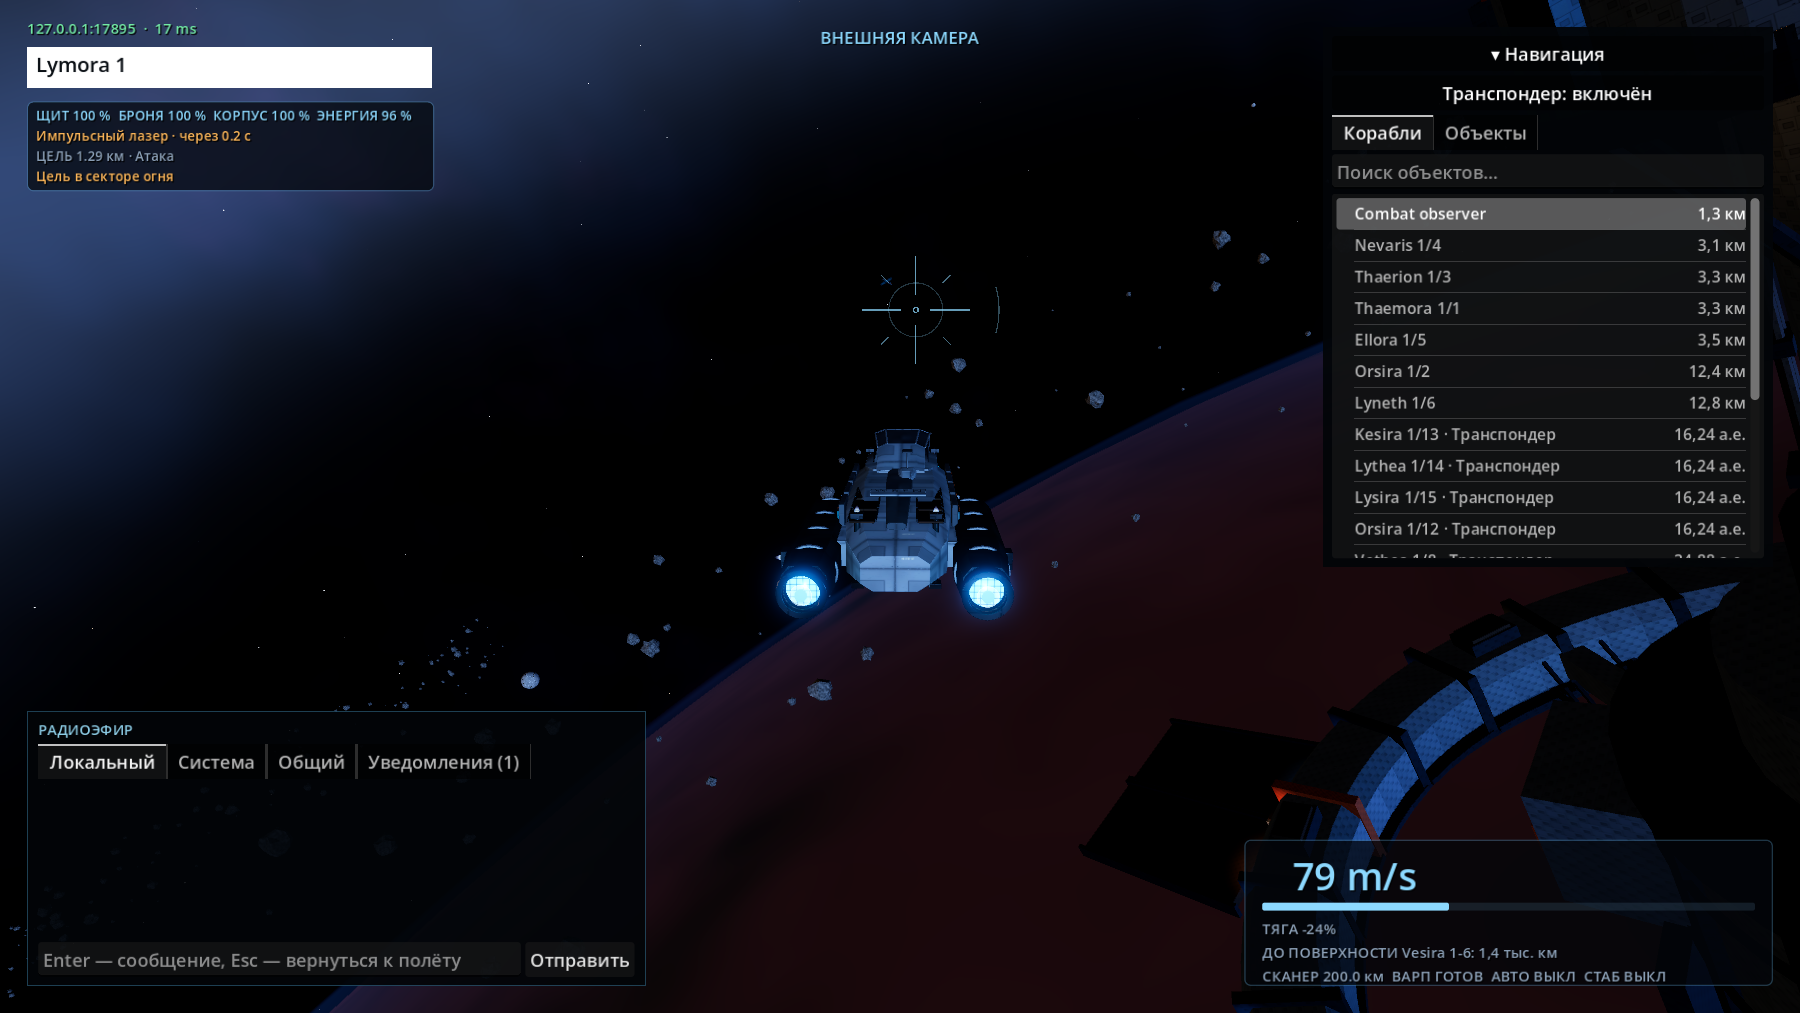 127.0.0.1:17895 · 17 ms
Lymora 1
ЩИТ 100 % БРОНЯ 100 % КОРПУС 100 % ЭНЕРГИЯ 96 %
Импульсный лазер · через 0.2 с
ЦЕЛЬ 1.29 км · Атака
Цель в секторе огня
ВНЕШНЯЯ КАМЕРА
▾ Навигация
Транспондер: включён
Корабли Объекты
Поиск объектов...
Combat observer 1,3 км
Nevaris 1/4 3,1 км
Thaerion 1/3 3,3 км
Thaemora 1/1 3,3 км
Ellora 1/5 3,5 км
Orsira 1/2 12,4 км
Lyneth 1/6 12,8 км
Kesira 1/13 · Транспондер 16,24 а.е.
Lythea 1/14 · Транспондер 16,24 а.е.
Lysira 1/15 · Транспондер 16,24 а.е.
Orsira 1/12 · Транспондер 16,24 а.е.
РАДИОЭФИР
Локальный Система Общий Уведомления (1)
Enter — сообщение, Esc — вернуться к полёту Отправить
79 m/s
ТЯГА -24%
ДО ПОВЕРХНОСТИ Vesira 1-6: 1,4 тыс. км
СКАНЕР 200.0 км ВАРП ГОТОВ АВТО ВЫКЛ СТАБ ВЫКЛ